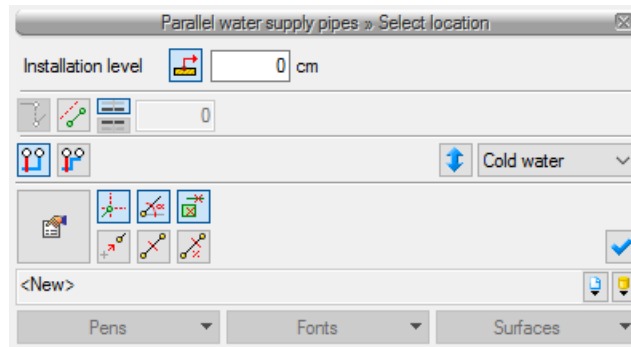 Parallel water supply pipes » Select location
Installation level 0 cm
0
Cold water
<New>
Pens Fonts Surfaces